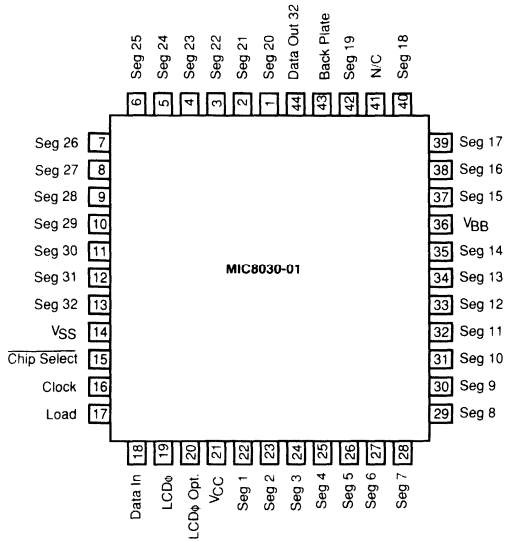 Seg 25
Seg 24
Seg 23
Seg 22
Seg 21
Seg 20
Data Out 32
Back Plate
Seg 19
N/C
Seg 18
6
5
4
3
2
1
44
43
42
41
40
Seg 26 7
Seg 27 8
Seg 28 9
Seg 29 10
Seg 30 11
Seg 31 12
Seg 32 13
VSS 14
Chip Select 15
Clock 16
Load 17
MIC8030-01
39 Seg 17
38 Seg 16
37 Seg 15
36 VBB
35 Seg 14
34 Seg 13
33 Seg 12
32 Seg 11
31 Seg 10
30 Seg 9
29 Seg 8
18
19
20
21
22
23
24
25
26
27
28
Data In
LCDΦ
LCDΦ Opt.
VCC
Seg 1
Seg 2
Seg 3
Seg 4
Seg 5
Seg 6
Seg 7